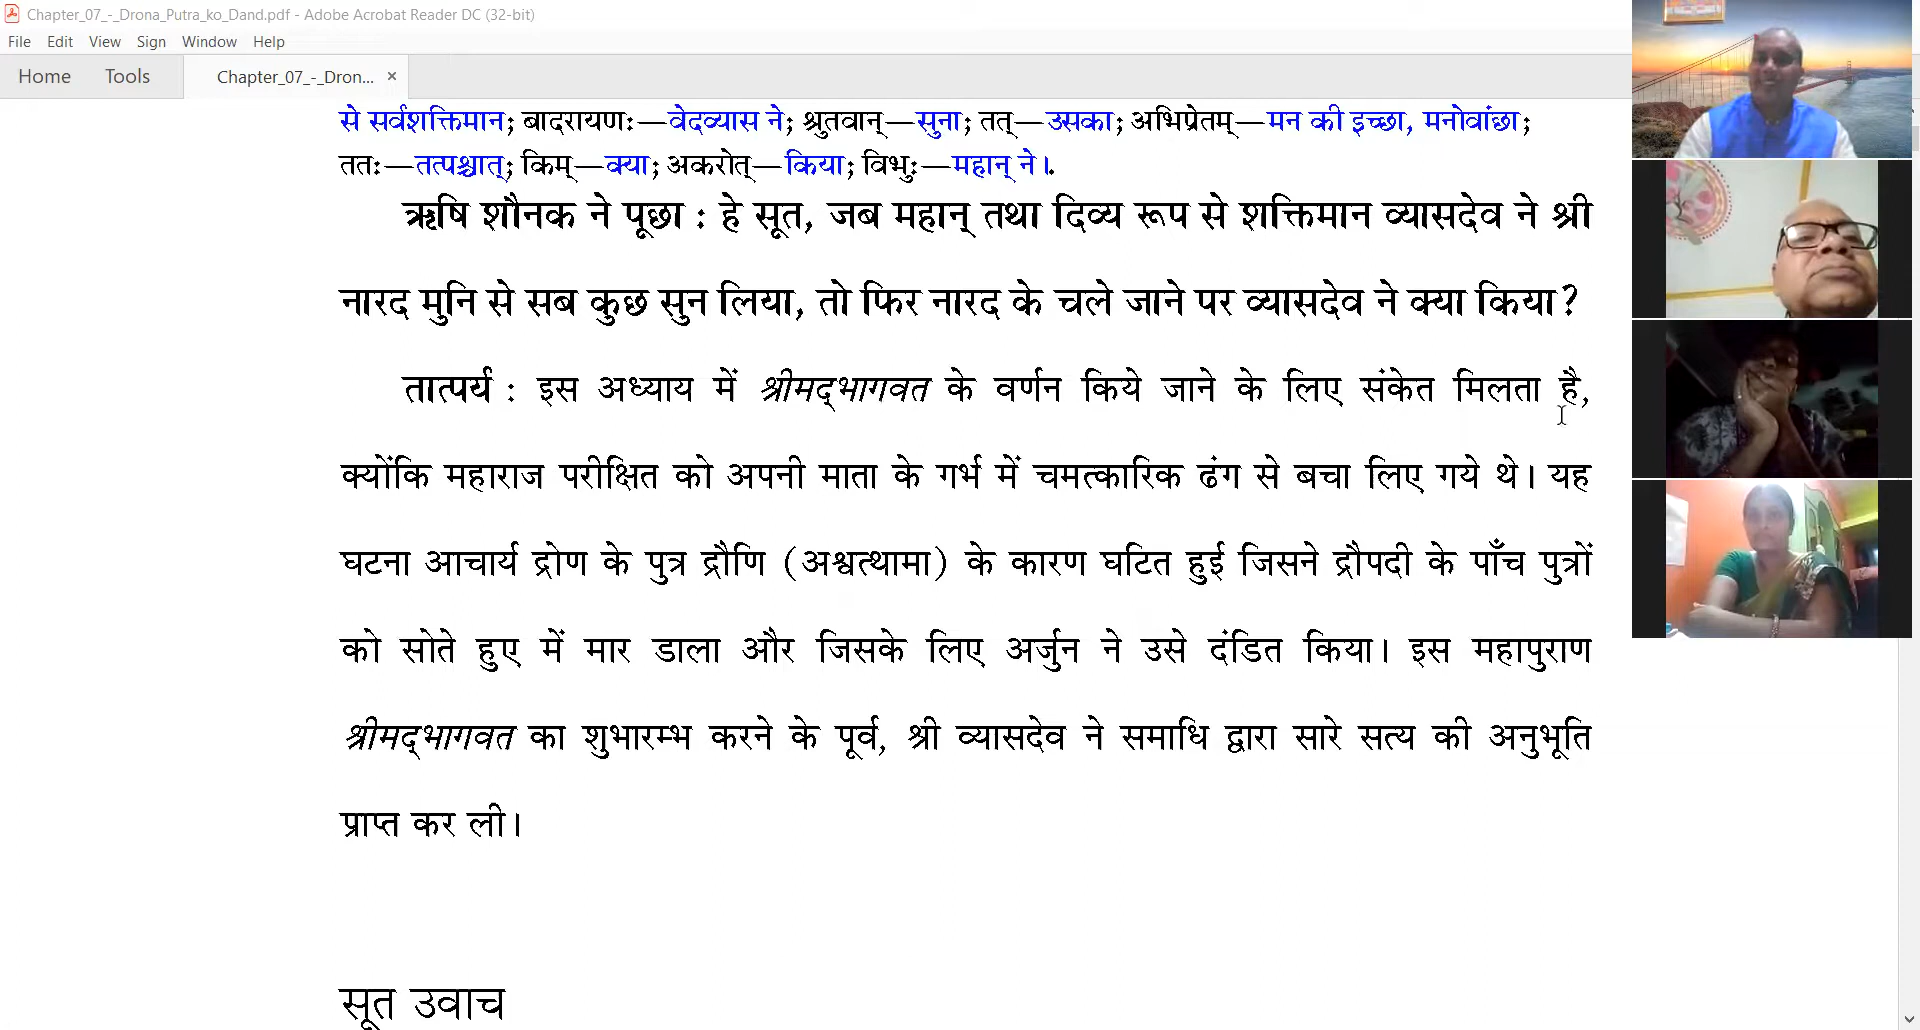 Chapter_07_-_Drona_Putra_ko_Dand.pdf - Adobe Acrobat Reader DC (32-bit)
File Edit View Sign Window Help
Home Tools Chapter_07_-_Dron... ×
से सर्वशक्तिमान; बादरायणः—वेदव्यास ने; श्रुतवान्—सुना; तत्—उसका; अभिप्रेतम्—मन की इच्छा, मनोवांछा;
ततः—तत्पश्चात्; किम्—क्या; अकरोत्—किया; विभुः—महान् ने।.
ऋषि शौनक ने पूछा : हे सूत, जब महान् तथा दिव्य रूप से शक्तिमान व्यासदेव ने श्री
नारद मुनि से सब कुछ सुन लिया, तो फिर नारद के चले जाने पर व्यासदेव ने क्या किया?
तात्पर्य : इस अध्याय में श्रीमद्भागवत के वर्णन किये जाने के लिए संकेत मिलता है,
क्योंकि महाराज परीक्षित को अपनी माता के गर्भ में चमत्कारिक ढंग से बचा लिए गये थे। यह
घटना आचार्य द्रोण के पुत्र द्रौणि (अश्वत्थामा) के कारण घटित हुई जिसने द्रौपदी के पाँच पुत्रों
को सोते हुए में मार डाला और जिसके लिए अर्जुन ने उसे दंडित किया। इस महापुराण
श्रीमद्भागवत का शुभारम्भ करने के पूर्व, श्री व्यासदेव ने समाधि द्वारा सारे सत्य की अनुभूति
प्राप्त कर ली।
सूत उवाच